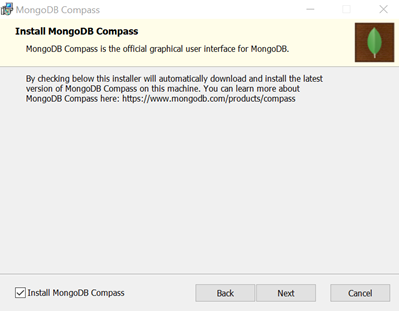 MongoDB Compass
Install MongoDB Compass
MongoDB Compass is the official graphical user interface for MongoDB.
By checking below this installer will automatically download and install the latest
version of MongoDB Compass on this machine. You can learn more about
MongoDB Compass here: https://www.mongodb.com/products/compass
Install MongoDB Compass
Back
Next
Cancel